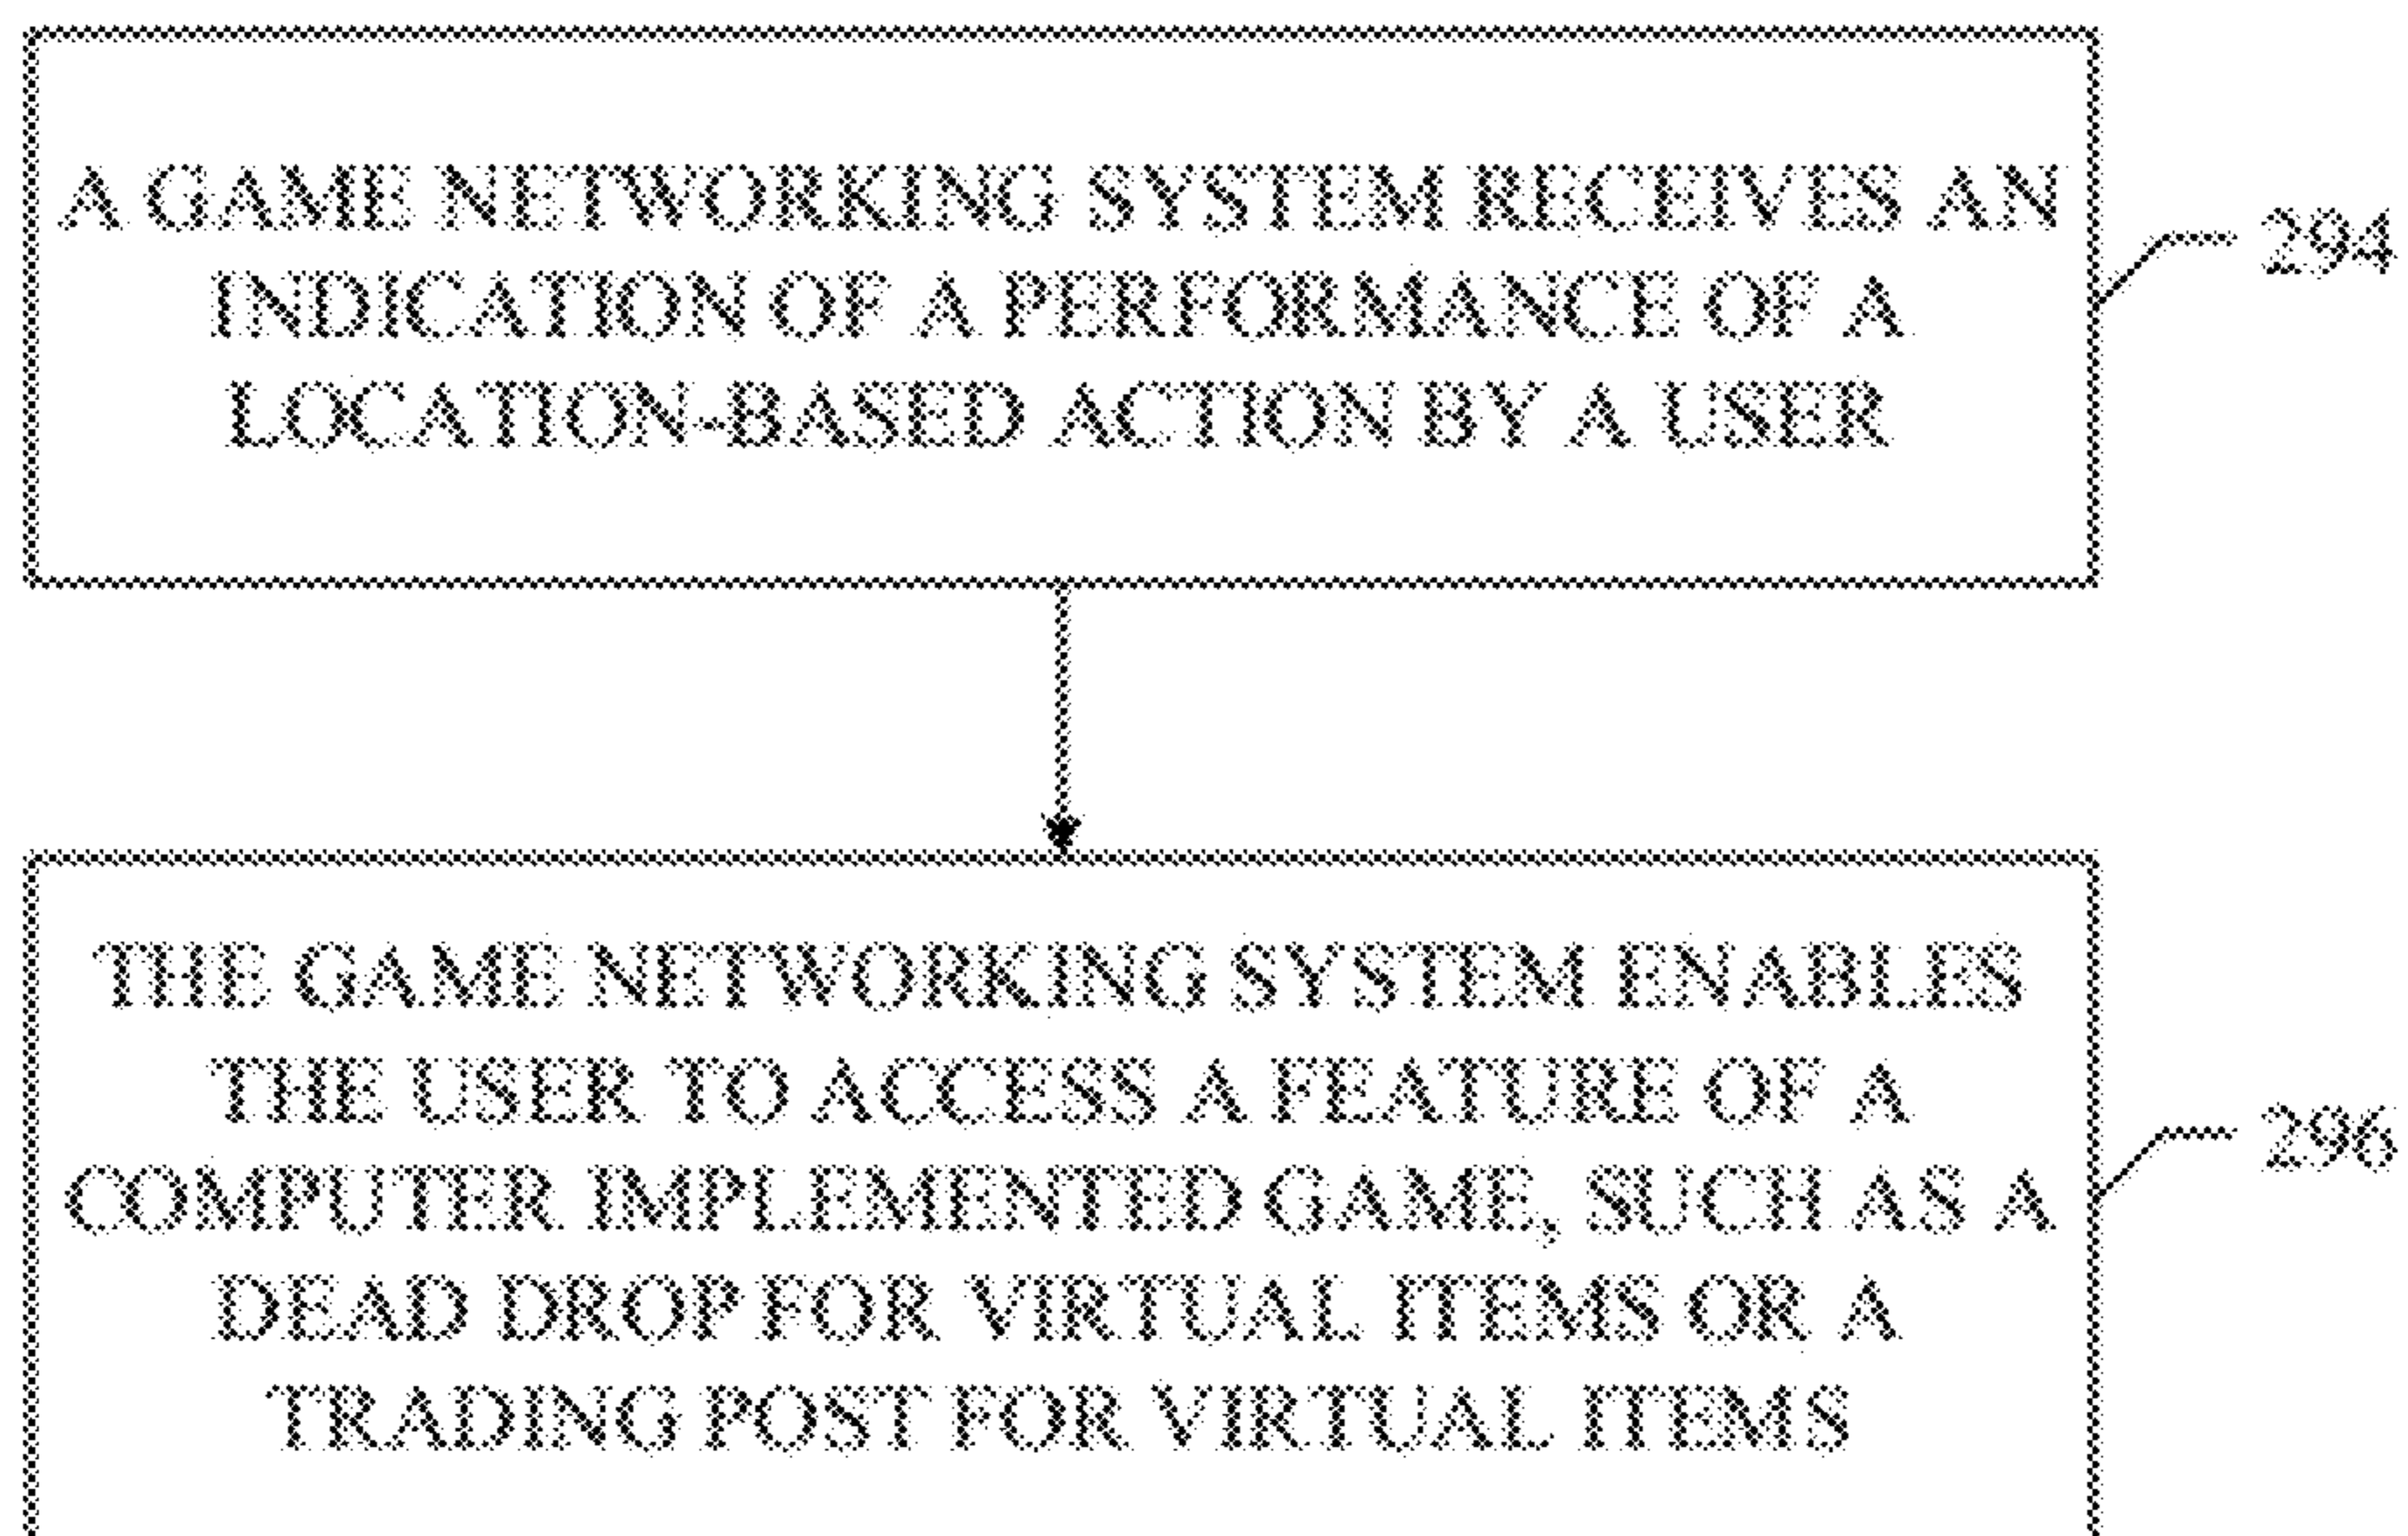 A GAME NETWORKING SYSTEM RECEIVES AN
INDICATION OF A PERFORMANCE OF A
LOCATION-BASED ACTION BY A USER
294
THE GAME NETWORKING SYSTEM ENABLES
THE USER TO ACCESS A FEATURE OF A
COMPUTER IMPLEMENTED GAME, SUCH AS A
DEAD DROP FOR VIRTUAL ITEMS OR A
TRADING POST FOR VIRTUAL ITEMS
296